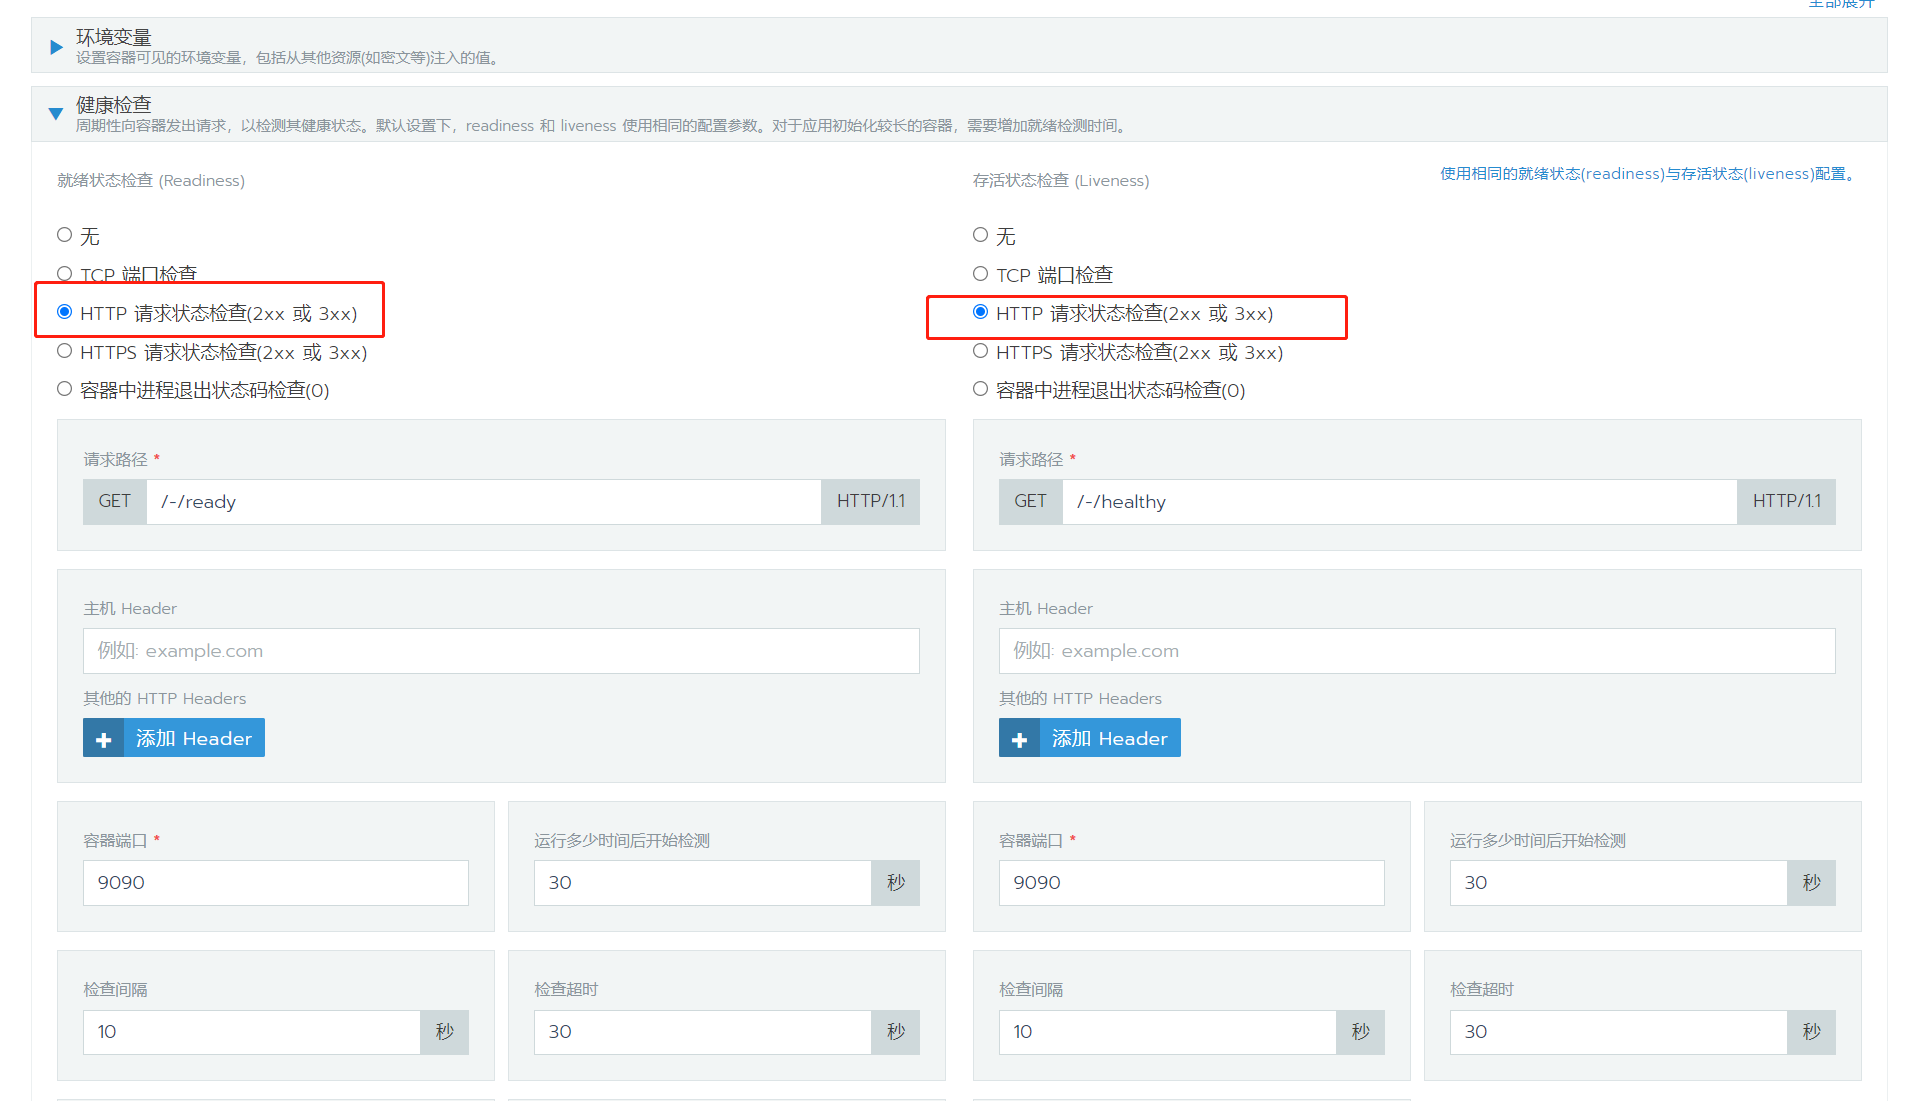 全部展开
环境变量
设置容器可见的环境变量，包括从其他资源(如密文等)注入的值。
健康检查
周期性向容器发出请求，以检测其健康状态。默认设置下，readiness 和 liveness 使用相同的配置参数。对于应用初始化较长的容器，需要增加就绪检测时间。
就绪状态检查 (Readiness)
无
TCP 端口检查
HTTP 请求状态检查(2xx 或 3xx)
HTTPS 请求状态检查(2xx 或 3xx)
容器中进程退出状态码检查(0)
请求路径 *
GET /-/ready HTTP/1.1
主机 Header
例如: example.com
其他的 HTTP Headers
添加 Header
容器端口 *
9090
运行多少时间后开始检测
30 秒
检查间隔
10 秒
检查超时
30 秒
存活状态检查 (Liveness)
使用相同的就绪状态(readiness)与存活状态(liveness)配置。
无
TCP 端口检查
HTTP 请求状态检查(2xx 或 3xx)
HTTPS 请求状态检查(2xx 或 3xx)
容器中进程退出状态码检查(0)
请求路径 *
GET /-/healthy HTTP/1.1
主机 Header
例如: example.com
其他的 HTTP Headers
添加 Header
容器端口 *
9090
运行多少时间后开始检测
30 秒
检查间隔
10 秒
检查超时
30 秒